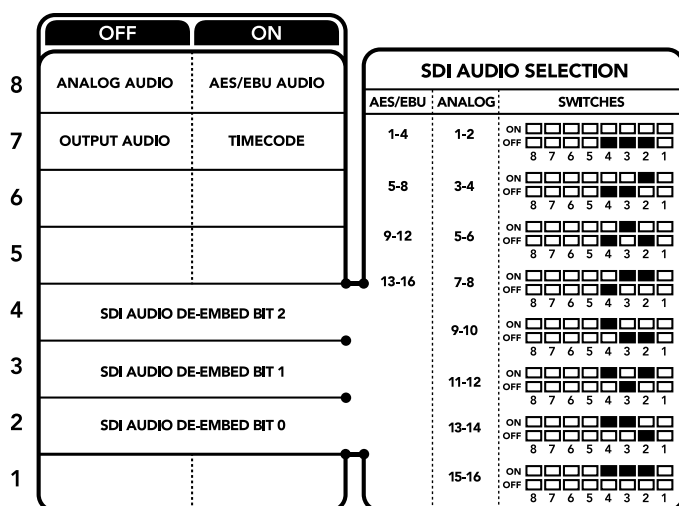 OFF ON
8 ANALOG AUDIO AES/EBU AUDIO
7 OUTPUT AUDIO TIMECODE
6
5
4 SDI AUDIO DE-EMBED BIT 2
3 SDI AUDIO DE-EMBED BIT 1
2 SDI AUDIO DE-EMBED BIT 0
1
SDI AUDIO SELECTION
AES/EBU ANALOG SWITCHES
1-4 1-2 ON
OFF
8 7 6 5 4 3 2 1
5-8 3-4 ON
OFF
8 7 6 5 4 3 2 1
9-12 5-6 ON
OFF
8 7 6 5 4 3 2 1
13-16 7-8 ON
OFF
8 7 6 5 4 3 2 1
9-10 ON
OFF
8 7 6 5 4 3 2 1
11-12 ON
OFF
8 7 6 5 4 3 2 1
13-14 ON
OFF
8 7 6 5 4 3 2 1
15-16 ON
OFF
8 7 6 5 4 3 2 1